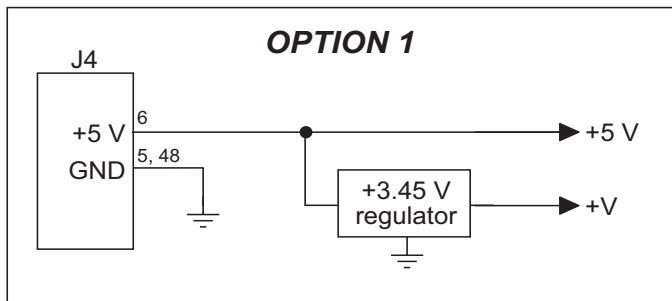 OPTION 1
J4
6
+5 V
+5 V
5, 48
GND
+3.45 V
regulator
+V